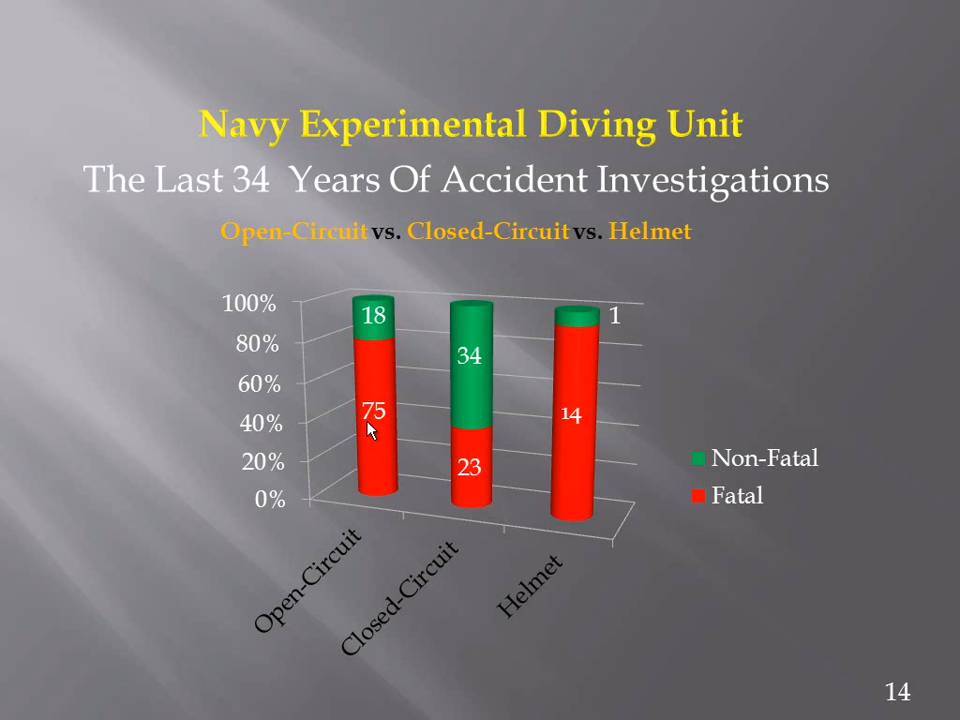 Navy Experimental Diving Unit
The Last 34  Years Of Accident Investigations
Open-Circuit vs. Closed-Circuit vs. Helmet
100%
80%
60%
40%
20%
0%
18
75
34
23
1
14
Open-Circuit
Closed-Circuit
Helmet
Non-Fatal
Fatal
14